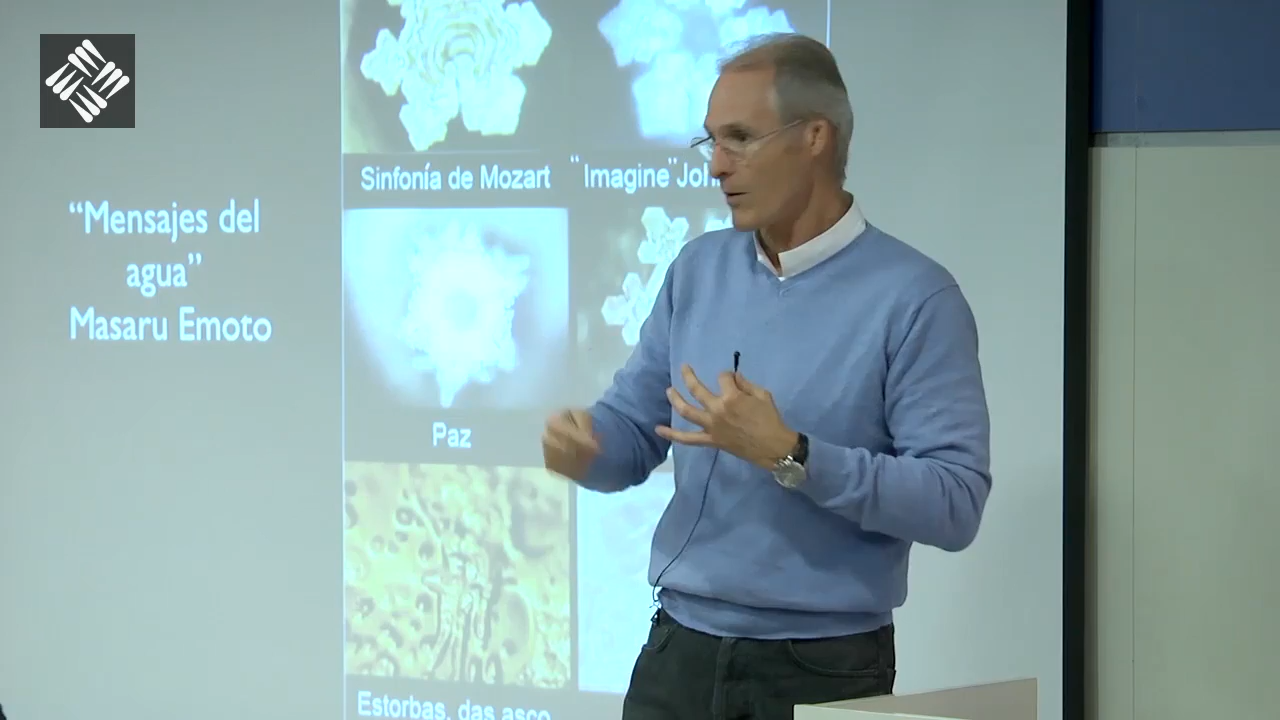 “Mensajes del
agua”
Masaru Emoto
Sinfonía de Mozart
"Imagine"
Paz
Estorbas, das asco